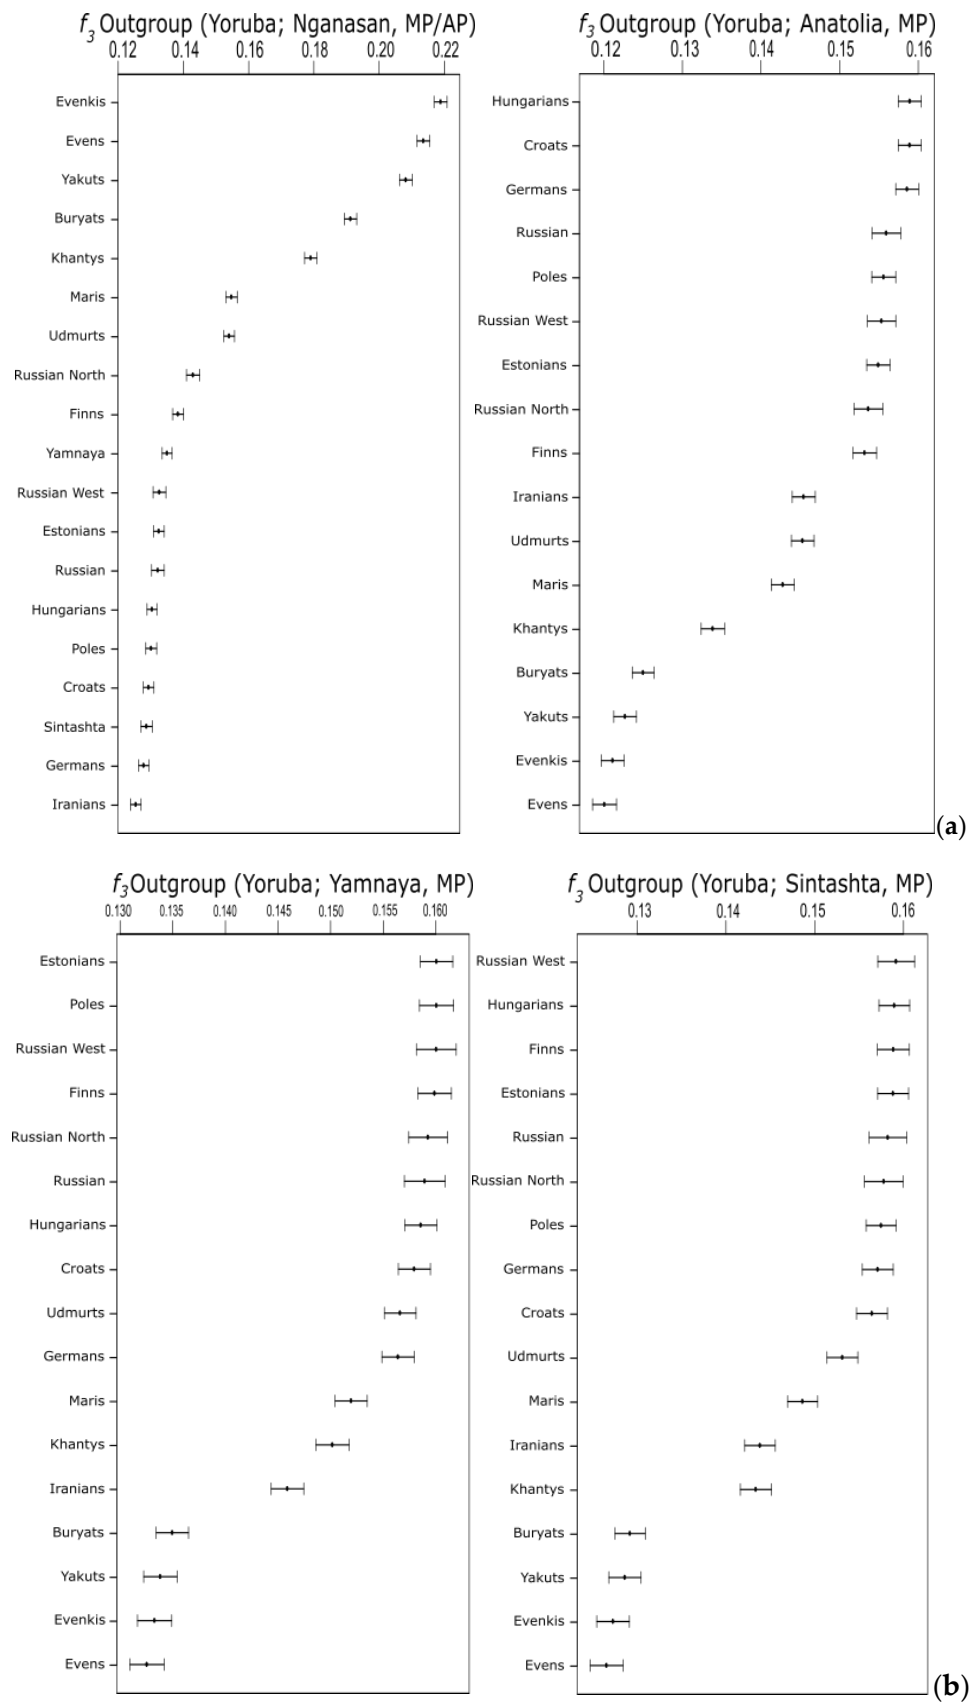 f3 Outgroup (Yoruba; Nganasan, MP/AP)
0.12 0.14 0.16 0.18 0.20 0.22
Evenkis
Evens
Yakuts
Buryats
Khantys
Maris
Udmurts
Russian North
Finns
Yamnaya
Russian West
Estonians
Russian
Hungarians
Poles
Croats
Sintashta
Germans
Iranians
f3 Outgroup (Yoruba; Anatolia, MP)
0.12 0.13 0.14 0.15 0.16
Hungarians
Croats
Germans
Russian
Poles
Russian West
Estonians
Russian North
Finns
Iranians
Udmurts
Maris
Khantys
Buryats
Yakuts
Evenkis
Evens
(a)
f3 Outgroup (Yoruba; Yamnaya, MP)
0.130 0.135 0.140 0.145 0.150 0.155 0.160
Estonians
Poles
Russian West
Finns
Russian North
Russian
Hungarians
Croats
Udmurts
Germans
Maris
Khantys
Iranians
Buryats
Yakuts
Evenkis
Evens
f3 Outgroup (Yoruba; Sintashta, MP)
0.13 0.14 0.15 0.16
Russian West
Hungarians
Finns
Estonians
Russian
Russian North
Poles
Germans
Croats
Udmurts
Maris
Iranians
Khantys
Buryats
Yakuts
Evenkis
Evens
(b)